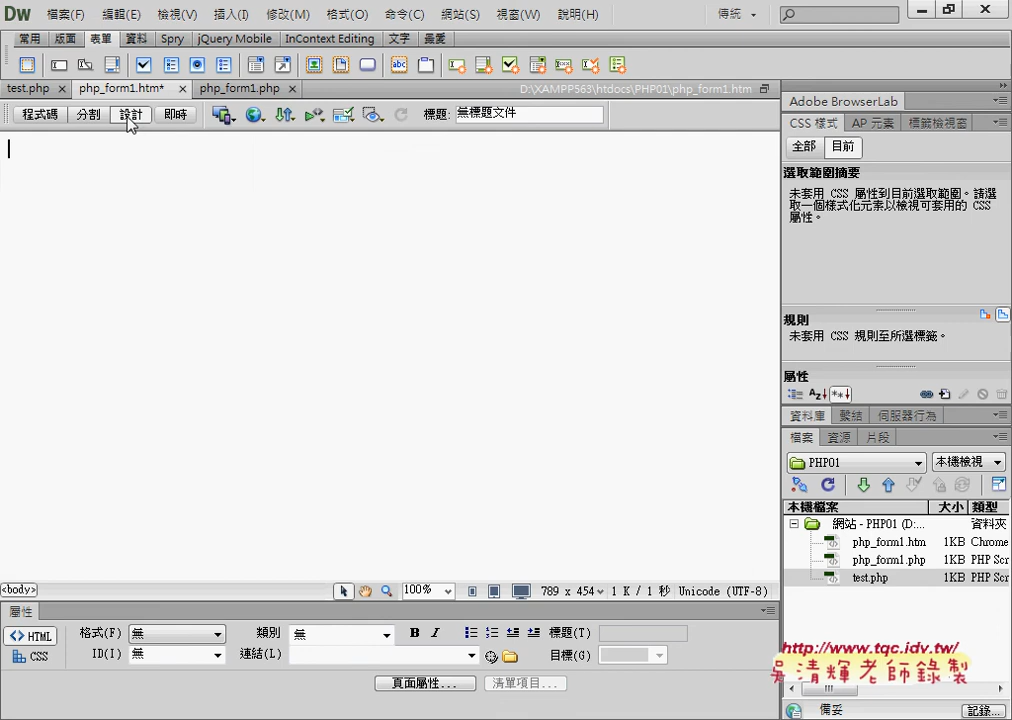 Dw 檔案(F) 編輯(E) 檢視(V) 插入(I) 修改(M) 格式(O) 命令(C) 網站(S) 視窗(W) 說明(H) 傳統
常用 版面 表單 資料 Spry jQuery Mobile InContext Editing 文字 最愛
test.php php_form1.htm* php_form1.php D:\XAMPP563\htdocs\PHP01\php_form1.htm
程式碼 分割 設計 即時 標題: 無標題文件
Adobe BrowserLab
CSS 樣式 AP 元素 標籤檢視窗
全部 目前
選取範圍摘要
未套用 CSS 屬性到目前選取範圍。請選
取一個樣式化元素以檢視可套用的 CSS
屬性。
規則
未套用 CSS 規則至所選標籤。
屬性
資料庫 繫結 伺服器行為
檔案 資源 片段
PHP01 本機檢視
本機檔案 大小 類型
網站 - PHP01 (D:... 資料夾
php_form1.htm 1KB Chrome
php_form1.php 1KB PHP Scr
test.php 1KB PHP Scr
<body> 100% 789 x 454 1 K / 1 秒 Unicode (UTF-8)
屬性
<> HTML 格式(F) 無 類別 無 B I 標題(T)
CSS ID(I) 無 連結(L) 目標(G)
頁面屬性... 清單項目...
http://www.tqc.idv.tw/
吳清輝老師錄製
備妥 記錄...